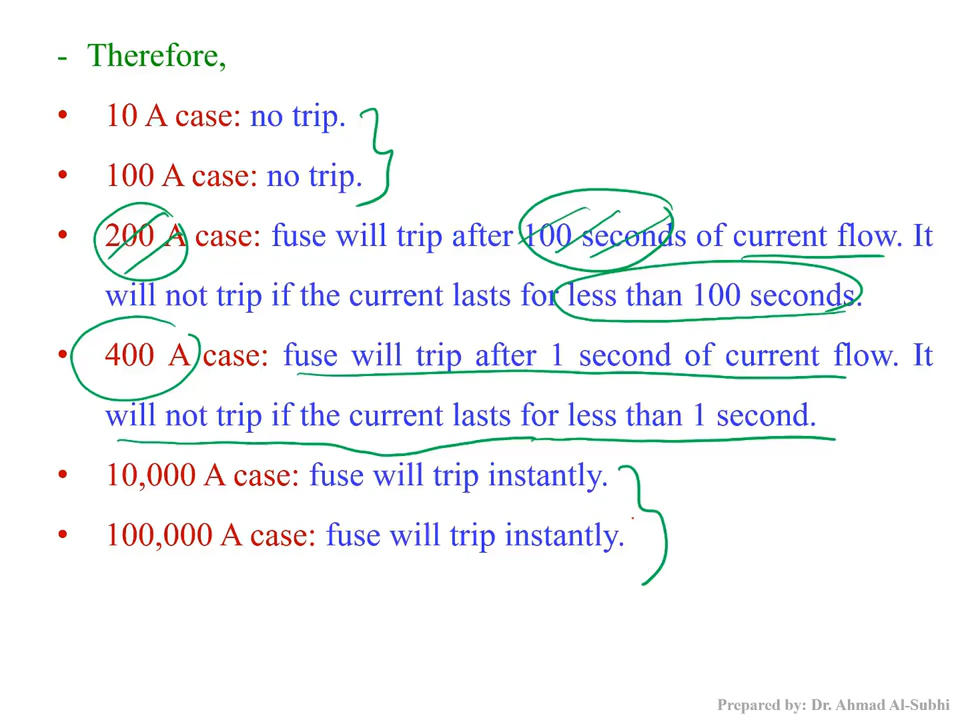 - Therefore,
• 10 A case: no trip.
• 100 A case: no trip.
• 200 A case: fuse will trip after 100 seconds of current flow. It
will not trip if the current lasts for less than 100 seconds.
• 400 A case: fuse will trip after 1 second of current flow. It
will not trip if the current lasts for less than 1 second.
• 10,000 A case: fuse will trip instantly.
• 100,000 A case: fuse will trip instantly.
Prepared by: Dr. Ahmad Al-Subhi